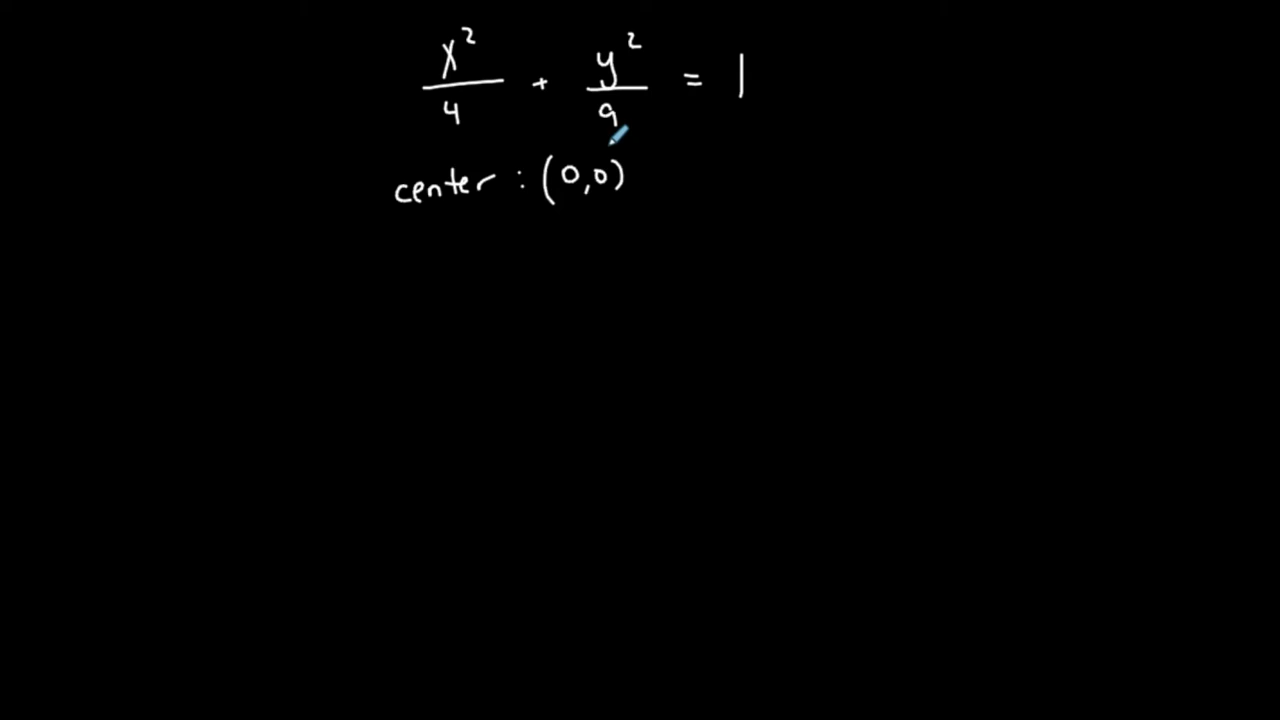 x²/4 + y²/9 = 1
center : (0,0)